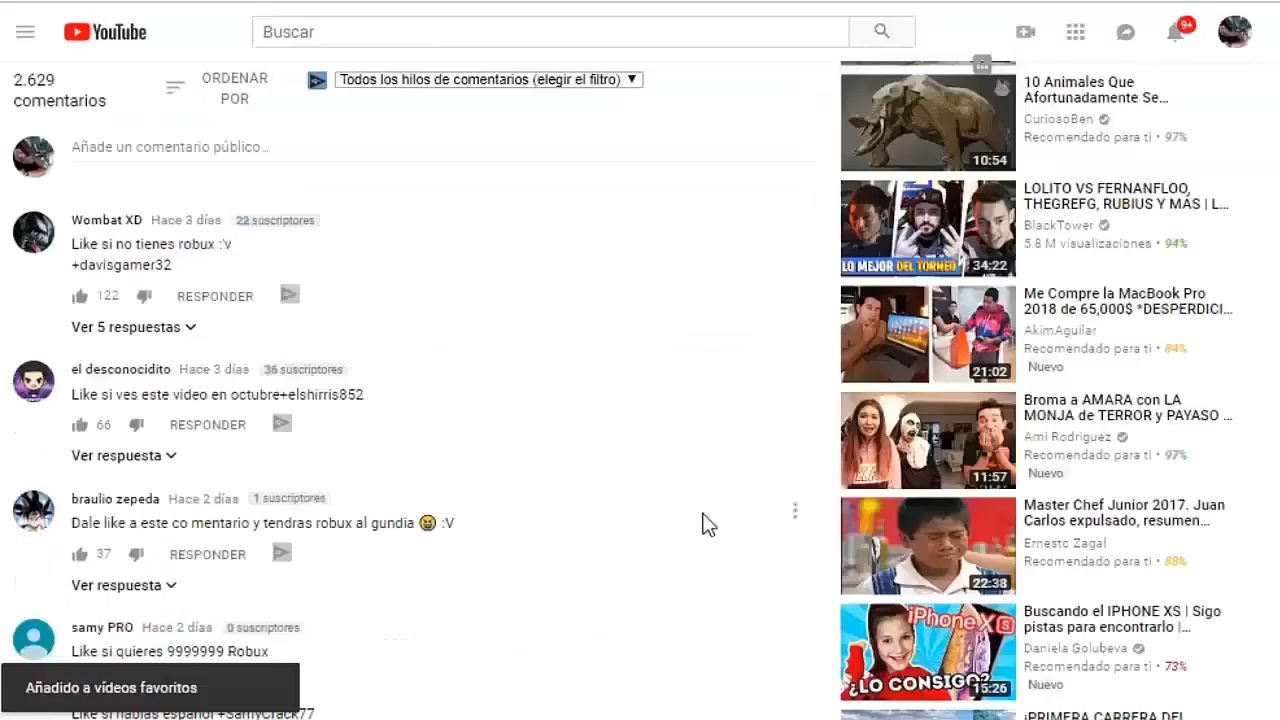 YouTube
Buscar
9+
2.629
comentarios
ORDENAR
POR
Todos los hilos de comentarios (elegir el filtro) ▼
Añade un comentario público...
Wombat XD Hace 3 días 22 suscriptores
Like si no tienes robux :'v
+davisgamer32
122 RESPONDER
Ver 5 respuestas
el desconocidito Hace 3 días 36 suscriptores
Like si ves este video en octubre+elshirris852
66 RESPONDER
Ver respuesta
braulio zepeda Hace 2 días 1 suscriptores
Dale like a este co mentario y tendras robux al gundia 😆 :V
37 RESPONDER
Ver respuesta
samy PRO Hace 2 días 0 suscriptores
Like si quieres 9999999 Robux
Like si hablas español +SamyCrack77
Añadido a vídeos favoritos
10:54
10 Animales Que
Afortunadamente Se...
CuriosoBen
Recomendado para ti • 97%
LO MEJOR DEL TORNEO
34:22
LOLITO VS FERNANFLOO,
THEGREFG, RUBIUS Y MÁS | L...
BlackTower
5.8 M visualizaciones • 94%
21:02
Me Compre la MacBook Pro
2018 de 65,000$ *DESPERDICI...
AkimAguilar
Recomendado para ti • 84%
Nuevo
11:57
Broma a AMARA con LA
MONJA de TERROR y PAYASO ...
Ami Rodriguez
Recomendado para ti • 97%
Nuevo
22:38
Master Chef Junior 2017. Juan
Carlos expulsado, resumen...
Ernesto Zagal
Recomendado para ti • 88%
iPhone XS
¿LO CONSIGO?
15:26
Buscando el IPHONE XS | Sigo
pistas para encontrarlo |...
Daniela Golubeva
Recomendado para ti • 73%
Nuevo
¡PRIMERA CARRERA DEL